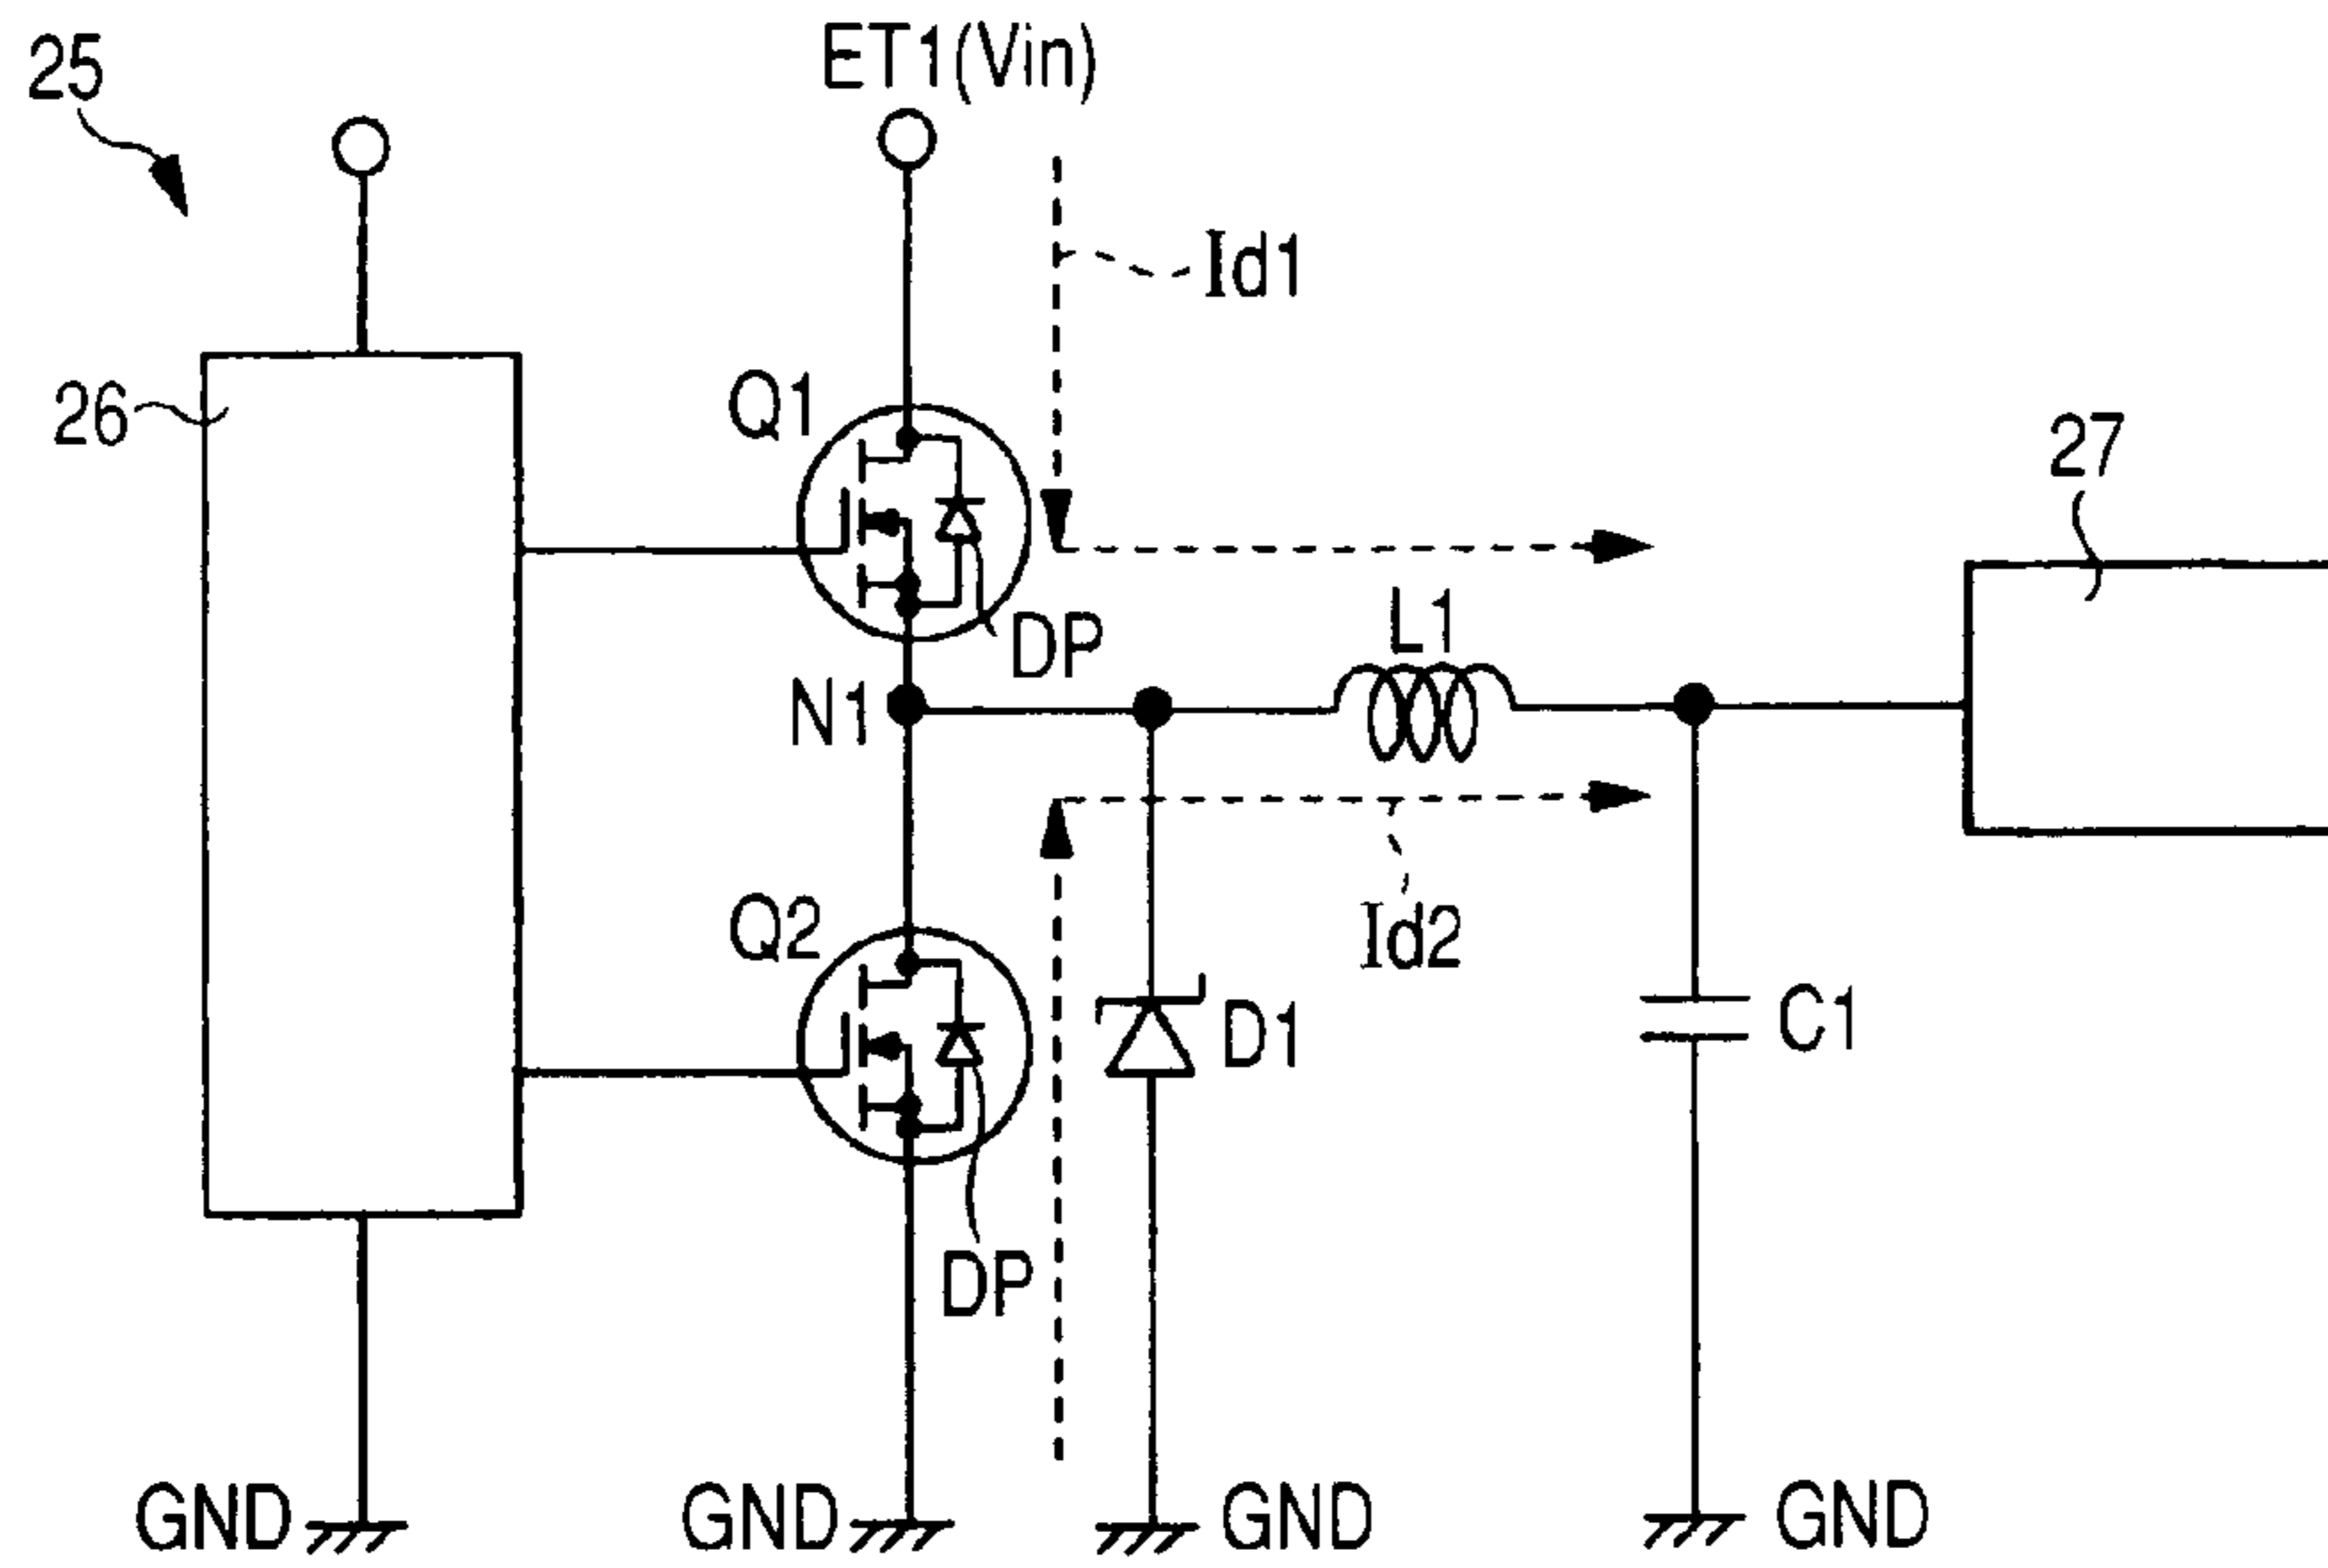 25
ET1(Vin)
Id1
26
Q1
27
DP
L1
N1
Q2
Id2
D1
C1
DP
GND
GND
GND
GND